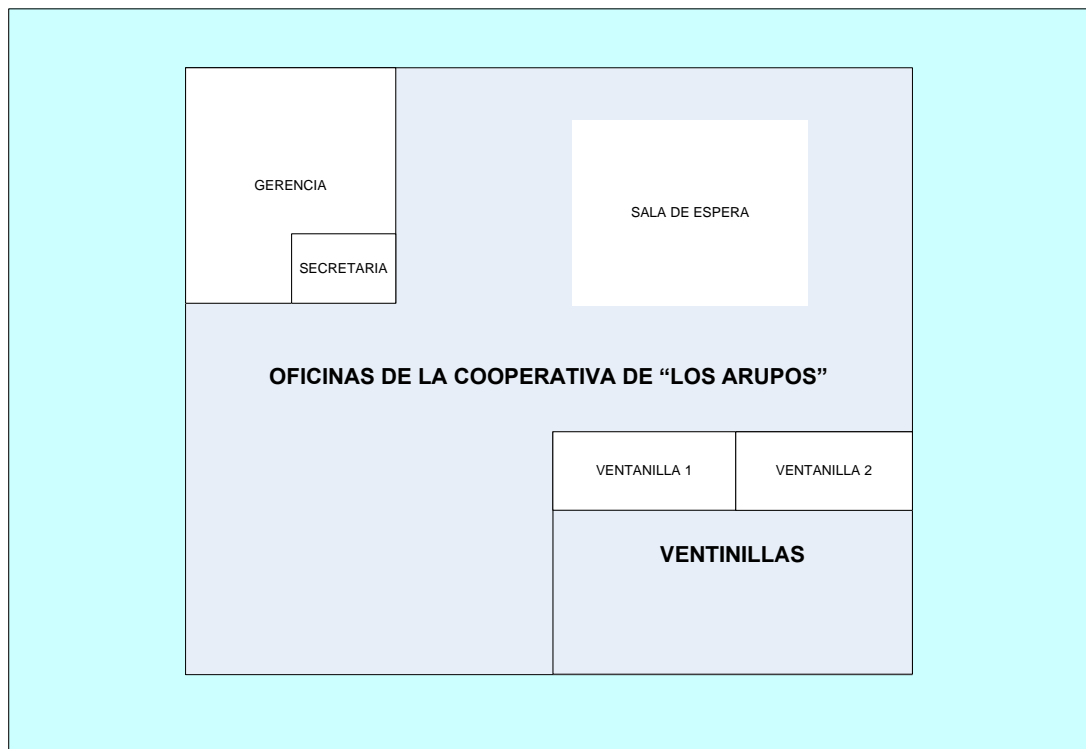 GERENCIA
SALA DE ESPERA
SECRETARIA
OFICINAS DE LA COOPERATIVA DE “LOS ARUPOS”
VENTANILLA 1
VENTANILLA 2
VENTINILLAS